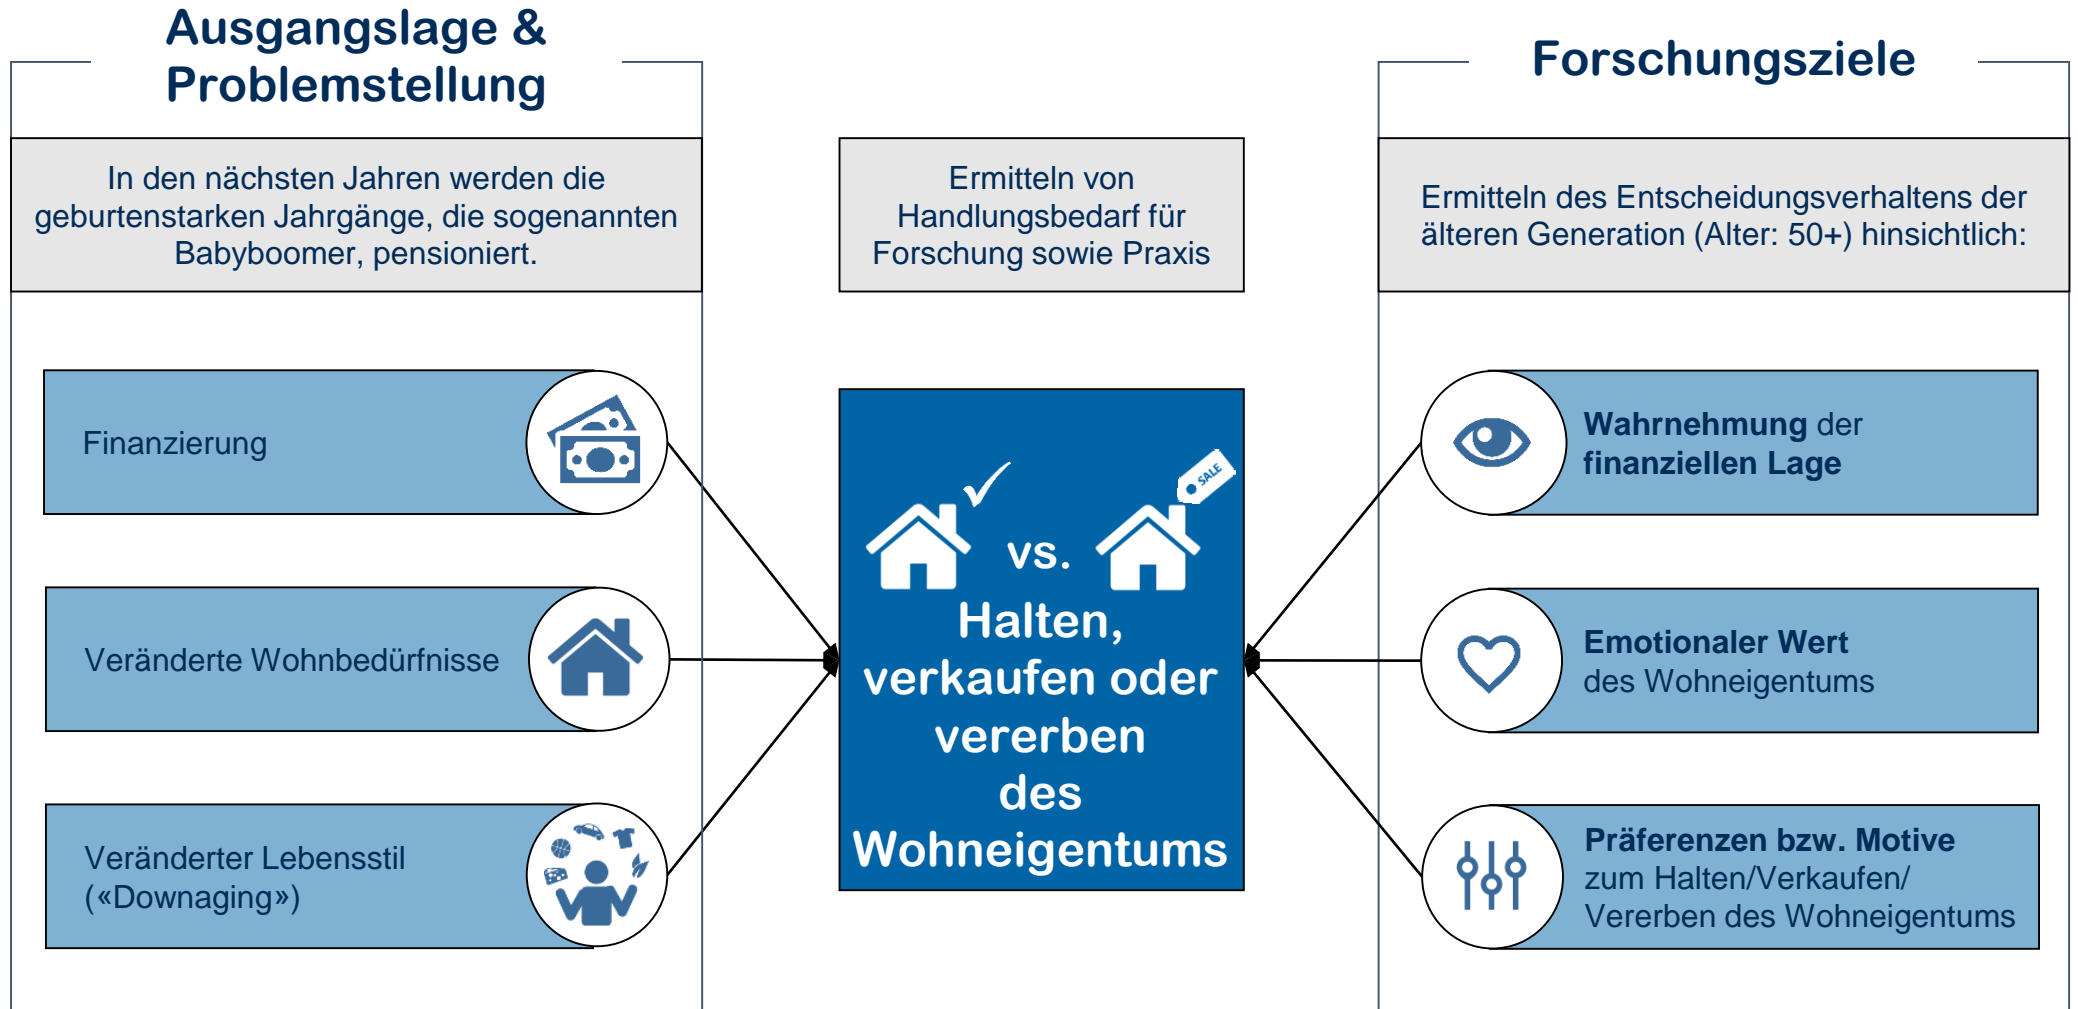 Ausgangslage &
Problemstellung
In den nächsten Jahren werden die
geburtenstarken Jahrgänge, die sogenannten
Babyboomer, pensioniert.
Finanzierung
Veränderte Wohnbedürfnisse
Veränderter Lebensstil
(«Downaging»)
Ermitteln von
Handlungsbedarf für
Forschung sowie Praxis
SALE
vs.
Halten,
verkaufen oder
vererben
des
Wohneigentums
Forschungsziele
Ermitteln des Entscheidungsverhaltens der
älteren Generation (Alter: 50+) hinsichtlich:
Wahrnehmung der
finanziellen Lage
Emotionaler Wert
des Wohneigentums
Präferenzen bzw. Motive
zum Halten/Verkaufen/
Vererben des Wohneigentums